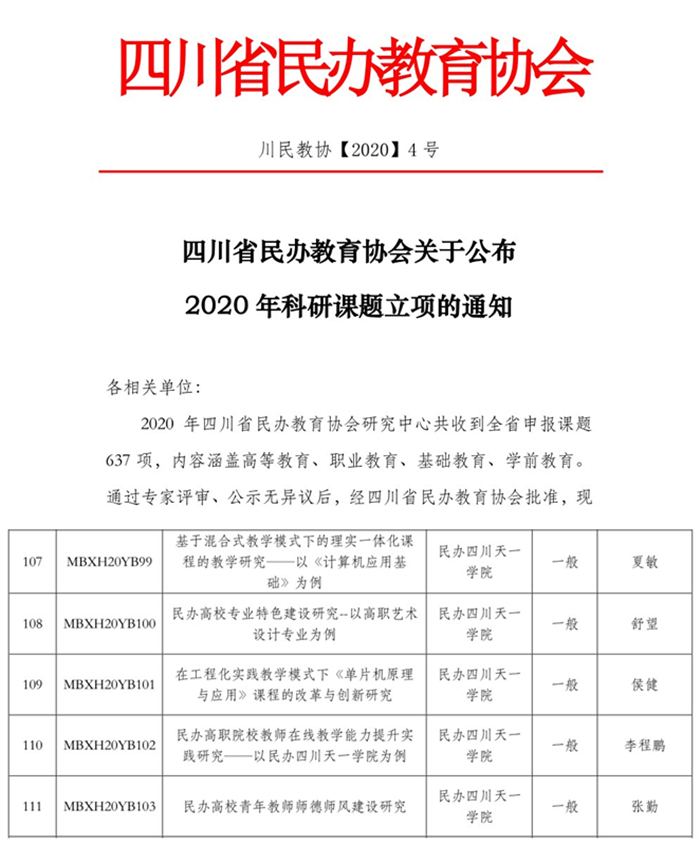 四川省民办教育协会
川民教协【2020】4 号
四川省民办教育协会关于公布
2020 年科研课题立项的通知
各相关单位：
2020 年四川省民办教育协会研究中心共收到全省申报课题
637 项，内容涵盖高等教育、职业教育、基础教育、学前教育。
通过专家评审、公示无异议后，经四川省民办教育协会批准，现
107
MBXH20YB99
基于混合式教学模式下的理实一体化课
程的教学研究——以《计算机应用基
础》为例
民办四川天一
学院
一般
夏敏
108
MBXH20YB100
民办高校专业特色建设研究--以高职艺术
设计专业为例
民办四川天一
学院
一般
舒望
109
MBXH20YB101
在工程化实践教学模式下《单片机原理
与应用》课程的改革与创新研究
民办四川天一
学院
一般
侯健
110
MBXH20YB102
民办高职院校教师在线教学能力提升实
践研究——以民办四川天一学院为例
民办四川天一
学院
一般
李程鹏
111
MBXH20YB103
民办高校青年教师师德师风建设研究
民办四川天一
学院
一般
张勤